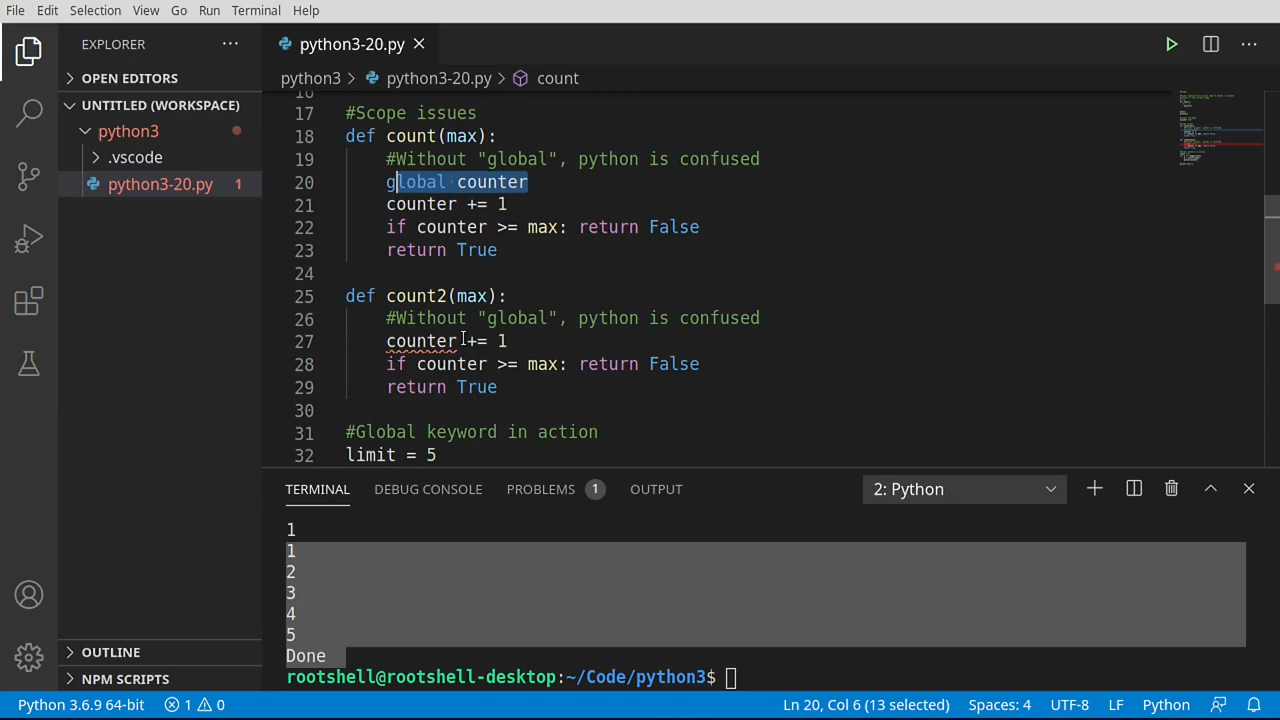 File Edit Selection View Go Run Terminal Help
EXPLORER ...
python3-20.py
OPEN EDITORS
python3 > python3-20.py > count
UNTITLED (WORKSPACE)
python3
.vscode
python3-20.py 1
16
17 #Scope issues
18 def count(max):
19 #Without "global", python is confused
20 global counter
21 counter += 1
22 if counter >= max: return False
23 return True
24
25 def count2(max):
26 #Without "global", python is confused
27 counter += 1
28 if counter >= max: return False
29 return True
30
31 #Global keyword in action
32 limit = 5
TERMINAL DEBUG CONSOLE PROBLEMS 1 OUTPUT 2: Python
1
1
2
3
4
5
Done
rootshell@rootshell-desktop:~/Code/python3$
OUTLINE
NPM SCRIPTS
Python 3.6.9 64-bit 1 0 Ln 20, Col 6 (13 selected) Spaces: 4 UTF-8 LF Python